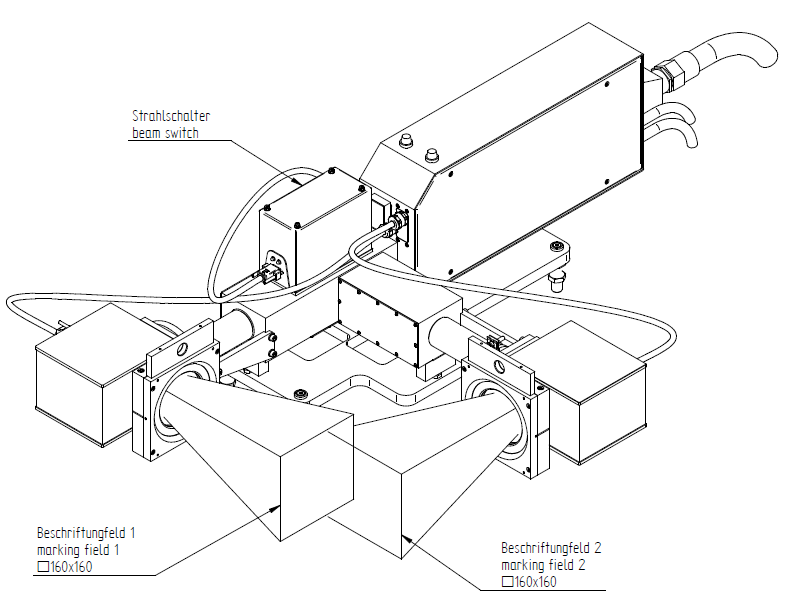 Strahlschalter
beam switch
Beschriftungfeld 1
marking field 1
□160x160
Beschriftungfeld 2
marking field 2
□160x160